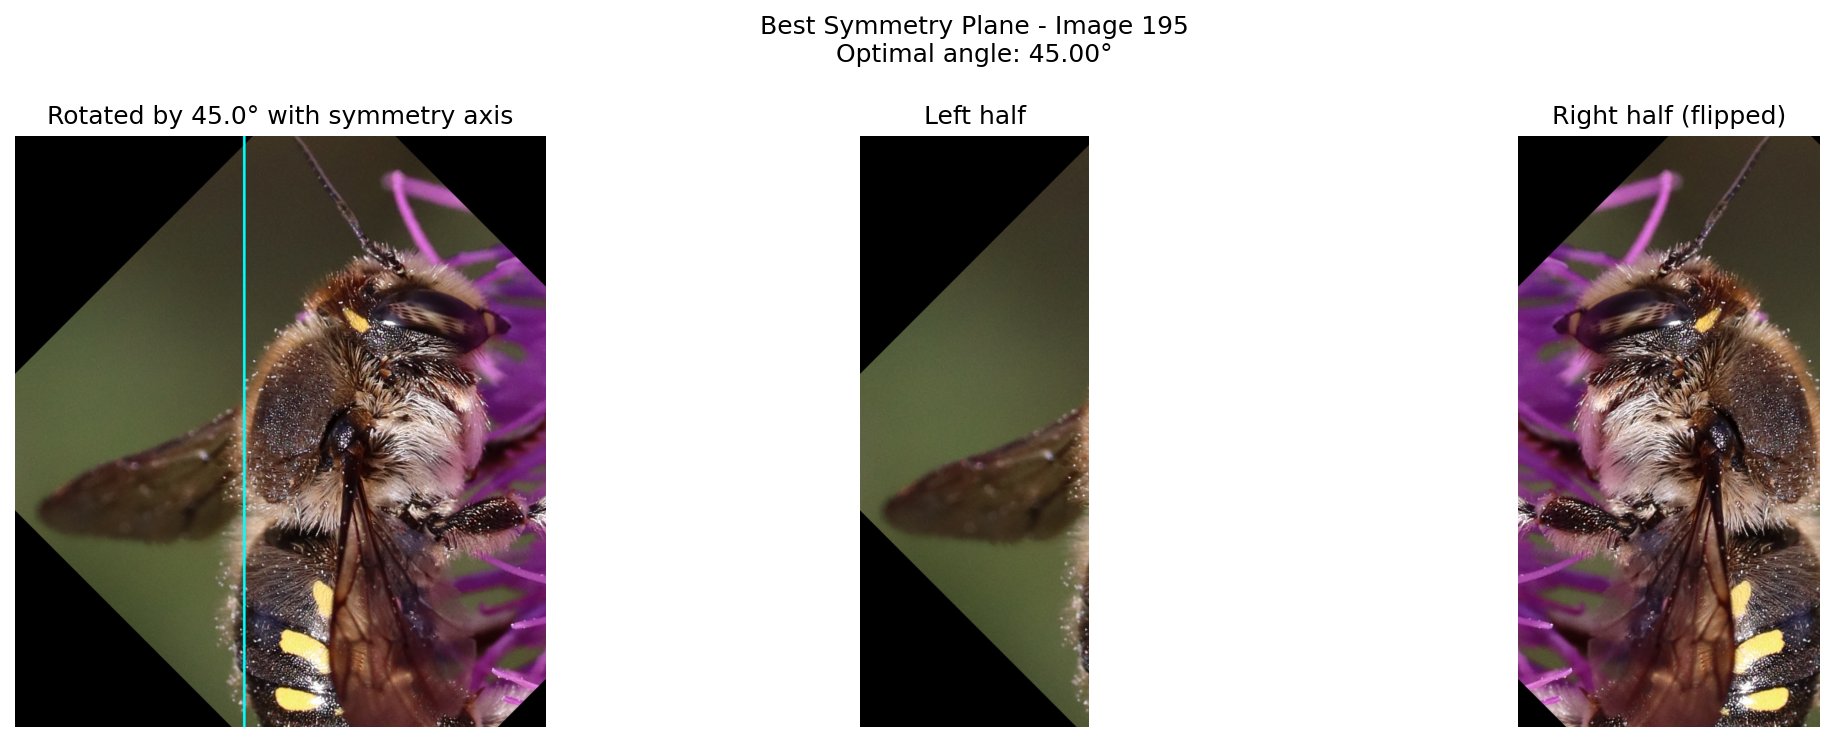 Best Symmetry Plane - Image 195
Optimal angle: 45.00°
Rotated by 45.0° with symmetry axis
Left half
Right half (flipped)